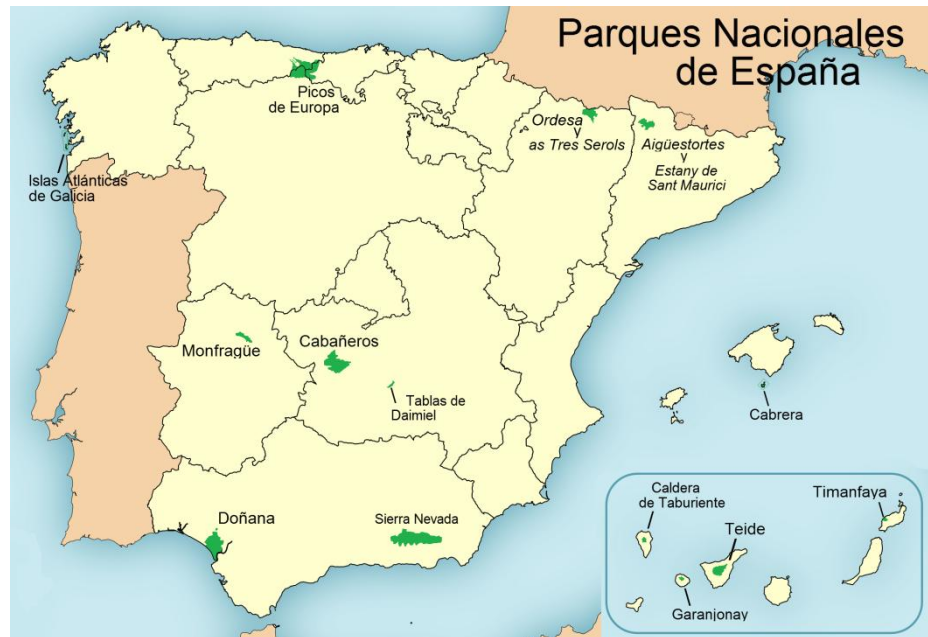 Parques Nacionales
de España
Picos
de Europa
Ordesa
y
as Tres Serols
Aigüestortes
y
Estany de
Sant Maurici
Islas Atlánticas
de Galicia
Monfragüe
Cabañeros
Tablas de
Daimiel
Cabrera
Doñana
Sierra Nevada
Caldera
de Taburiente
Timanfaya
Teide
Garanjonay